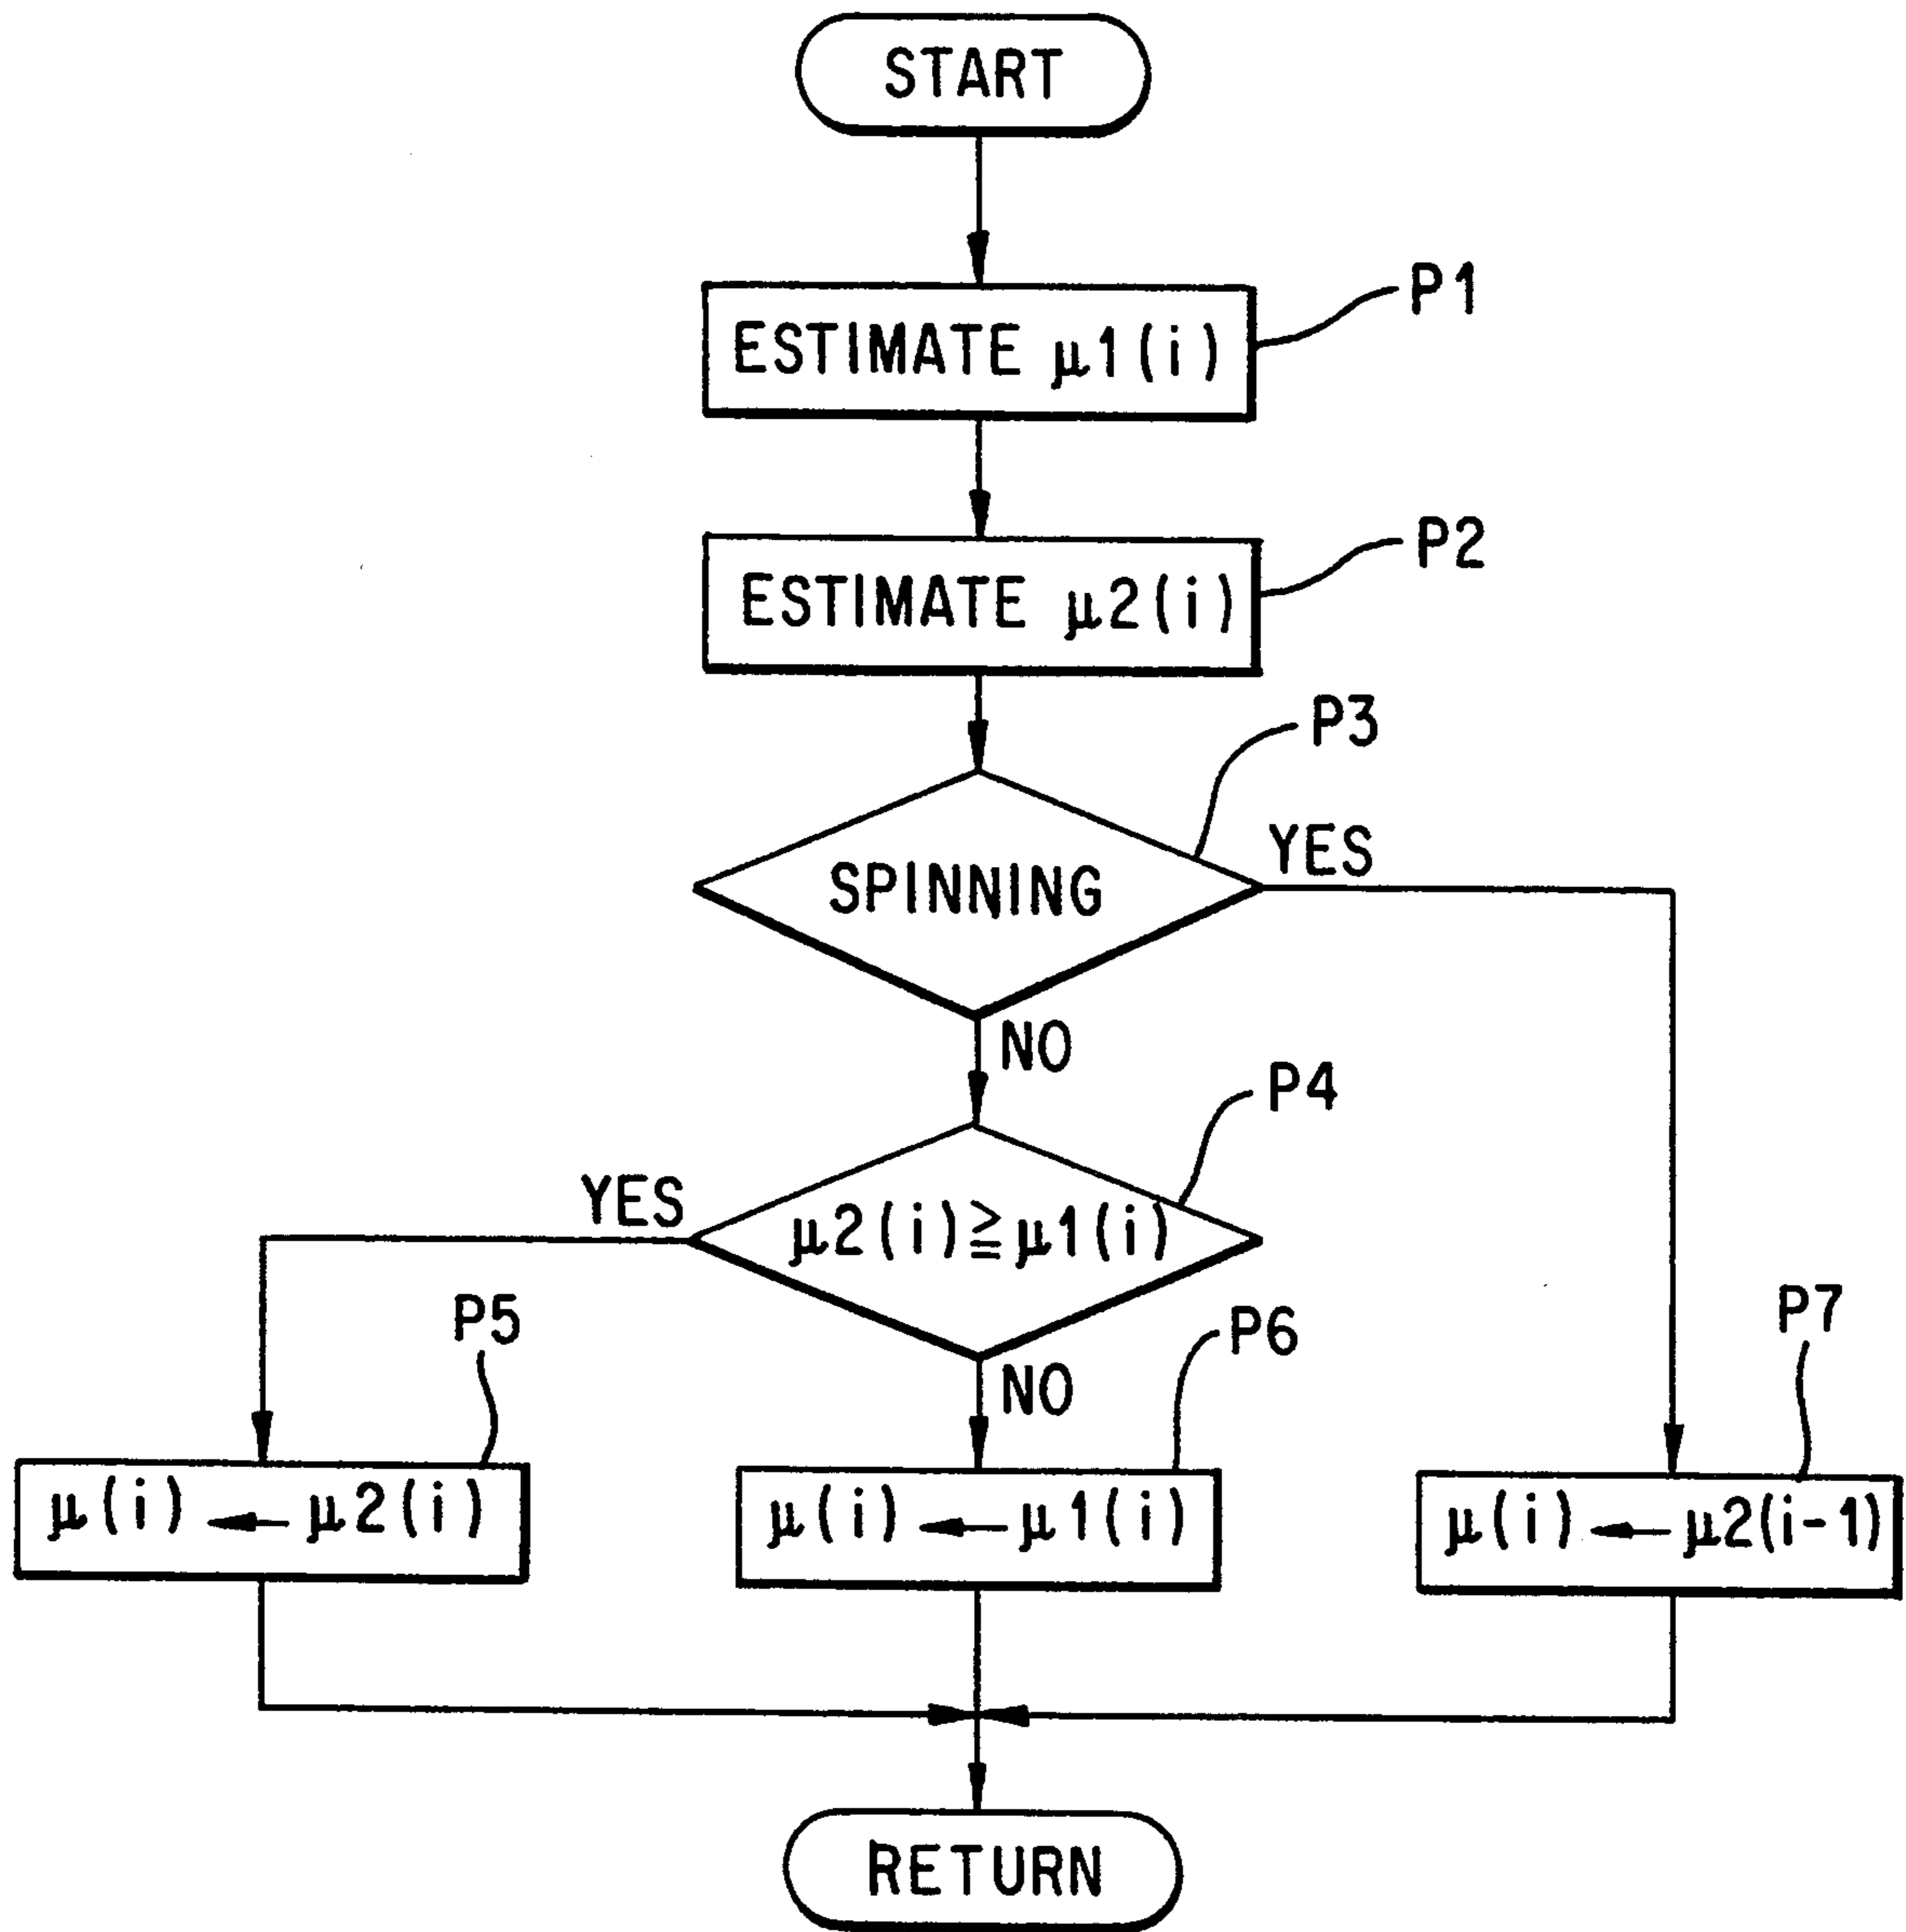 START
ESTIMATE μ1(i)
P1
ESTIMATE μ2(i)
P2
P3
SPINNING
YES
NO
P4
YES
μ2(i)≧μ1(i)
P5
P6
P7
NO
μ(i) ← μ2(i)
μ(i) ← μ1(i)
μ(i) ← μ2(i-1)
RETURN